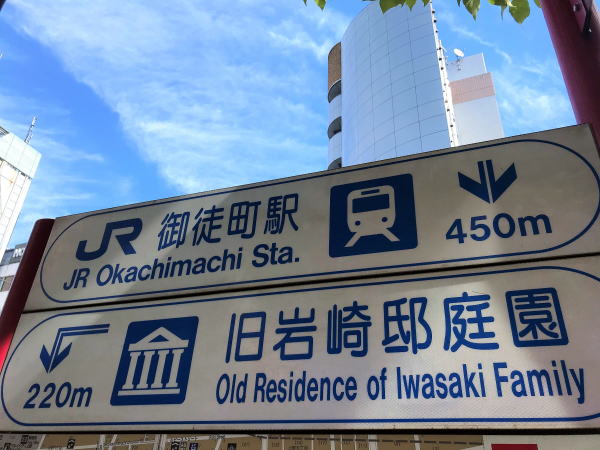 JR 御徒町駅
JR Okachimachi Sta.
450m
旧岩崎邸庭園
220m
Old Residence of Iwasaki Family